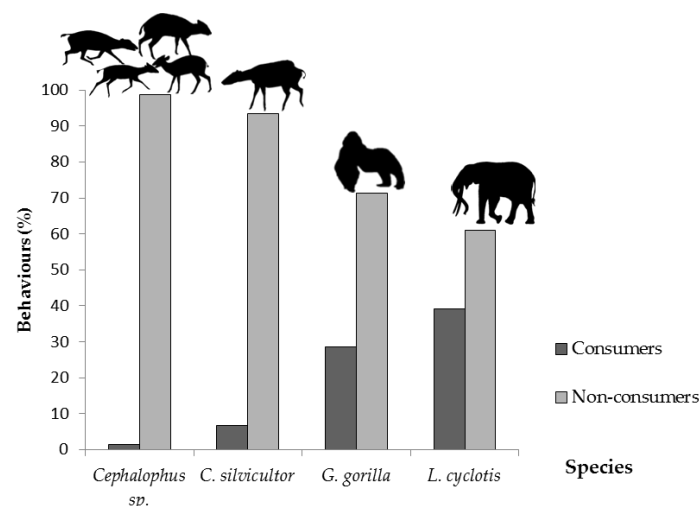 100
90
80
70
60
50
40
30
20
10
0
Behaviours (%)
Cephalophus
sp.
C. silvicultor
G. gorilla
L. cyclotis
Consumers
Non-consumers
Species